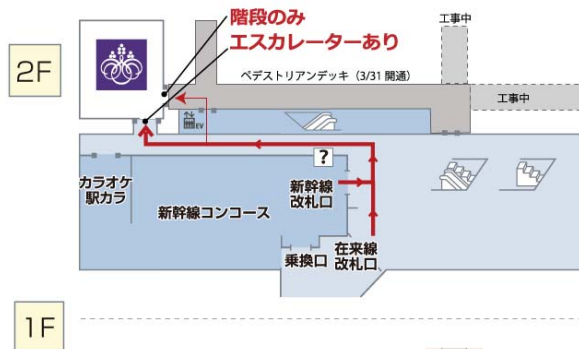 階段のみ
エスカレーターあり
工事中
2F
ペデストリアンデッキ（3/31 開通）
工事中
EV
?
カラオケ
駅カラ
新幹線コンコース
新幹線
改札口
乗換口
在来線
改札口
1F